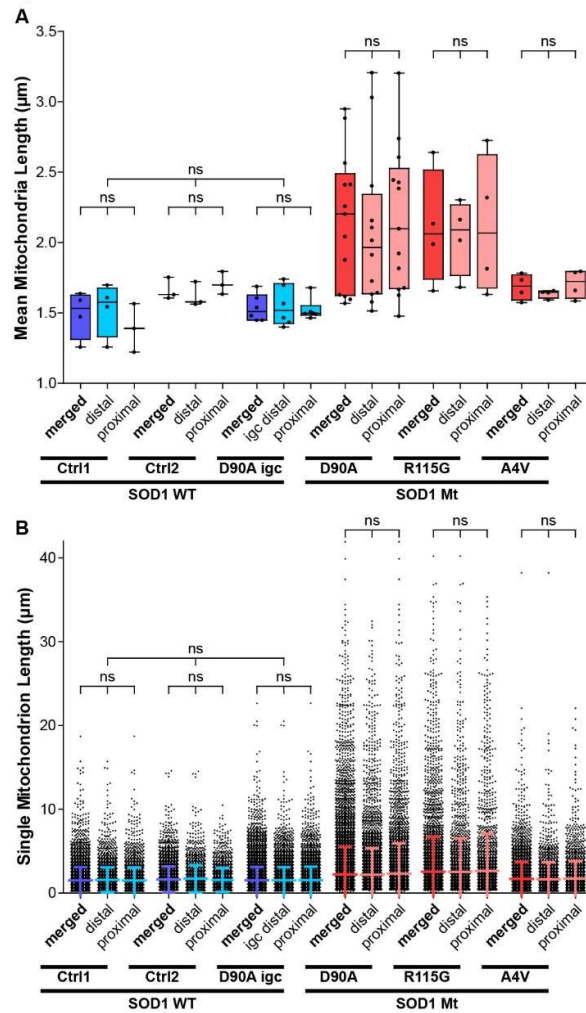 A
Mean Mitochondria Length (µm)
3.5
3.0
2.5
2.0
1.5
1.0
ns ns ns
ns
ns ns ns
merged distal proximal merged distal proximal merged igc distal proximal merged distal proximal merged distal proximal merged distal proximal
Ctrl1 Ctrl2 D90A igc D90A R115G A4V
SOD1 WT SOD1 Mt
B
Single Mitochondrion Length (µm)
ns ns ns
40
30
20
10
0
ns
ns ns ns
merged distal proximal merged distal proximal merged igc distal proximal merged distal proximal merged distal proximal merged distal proximal
Ctrl1 Ctrl2 D90A igc D90A R115G A4V
SOD1 WT SOD1 Mt